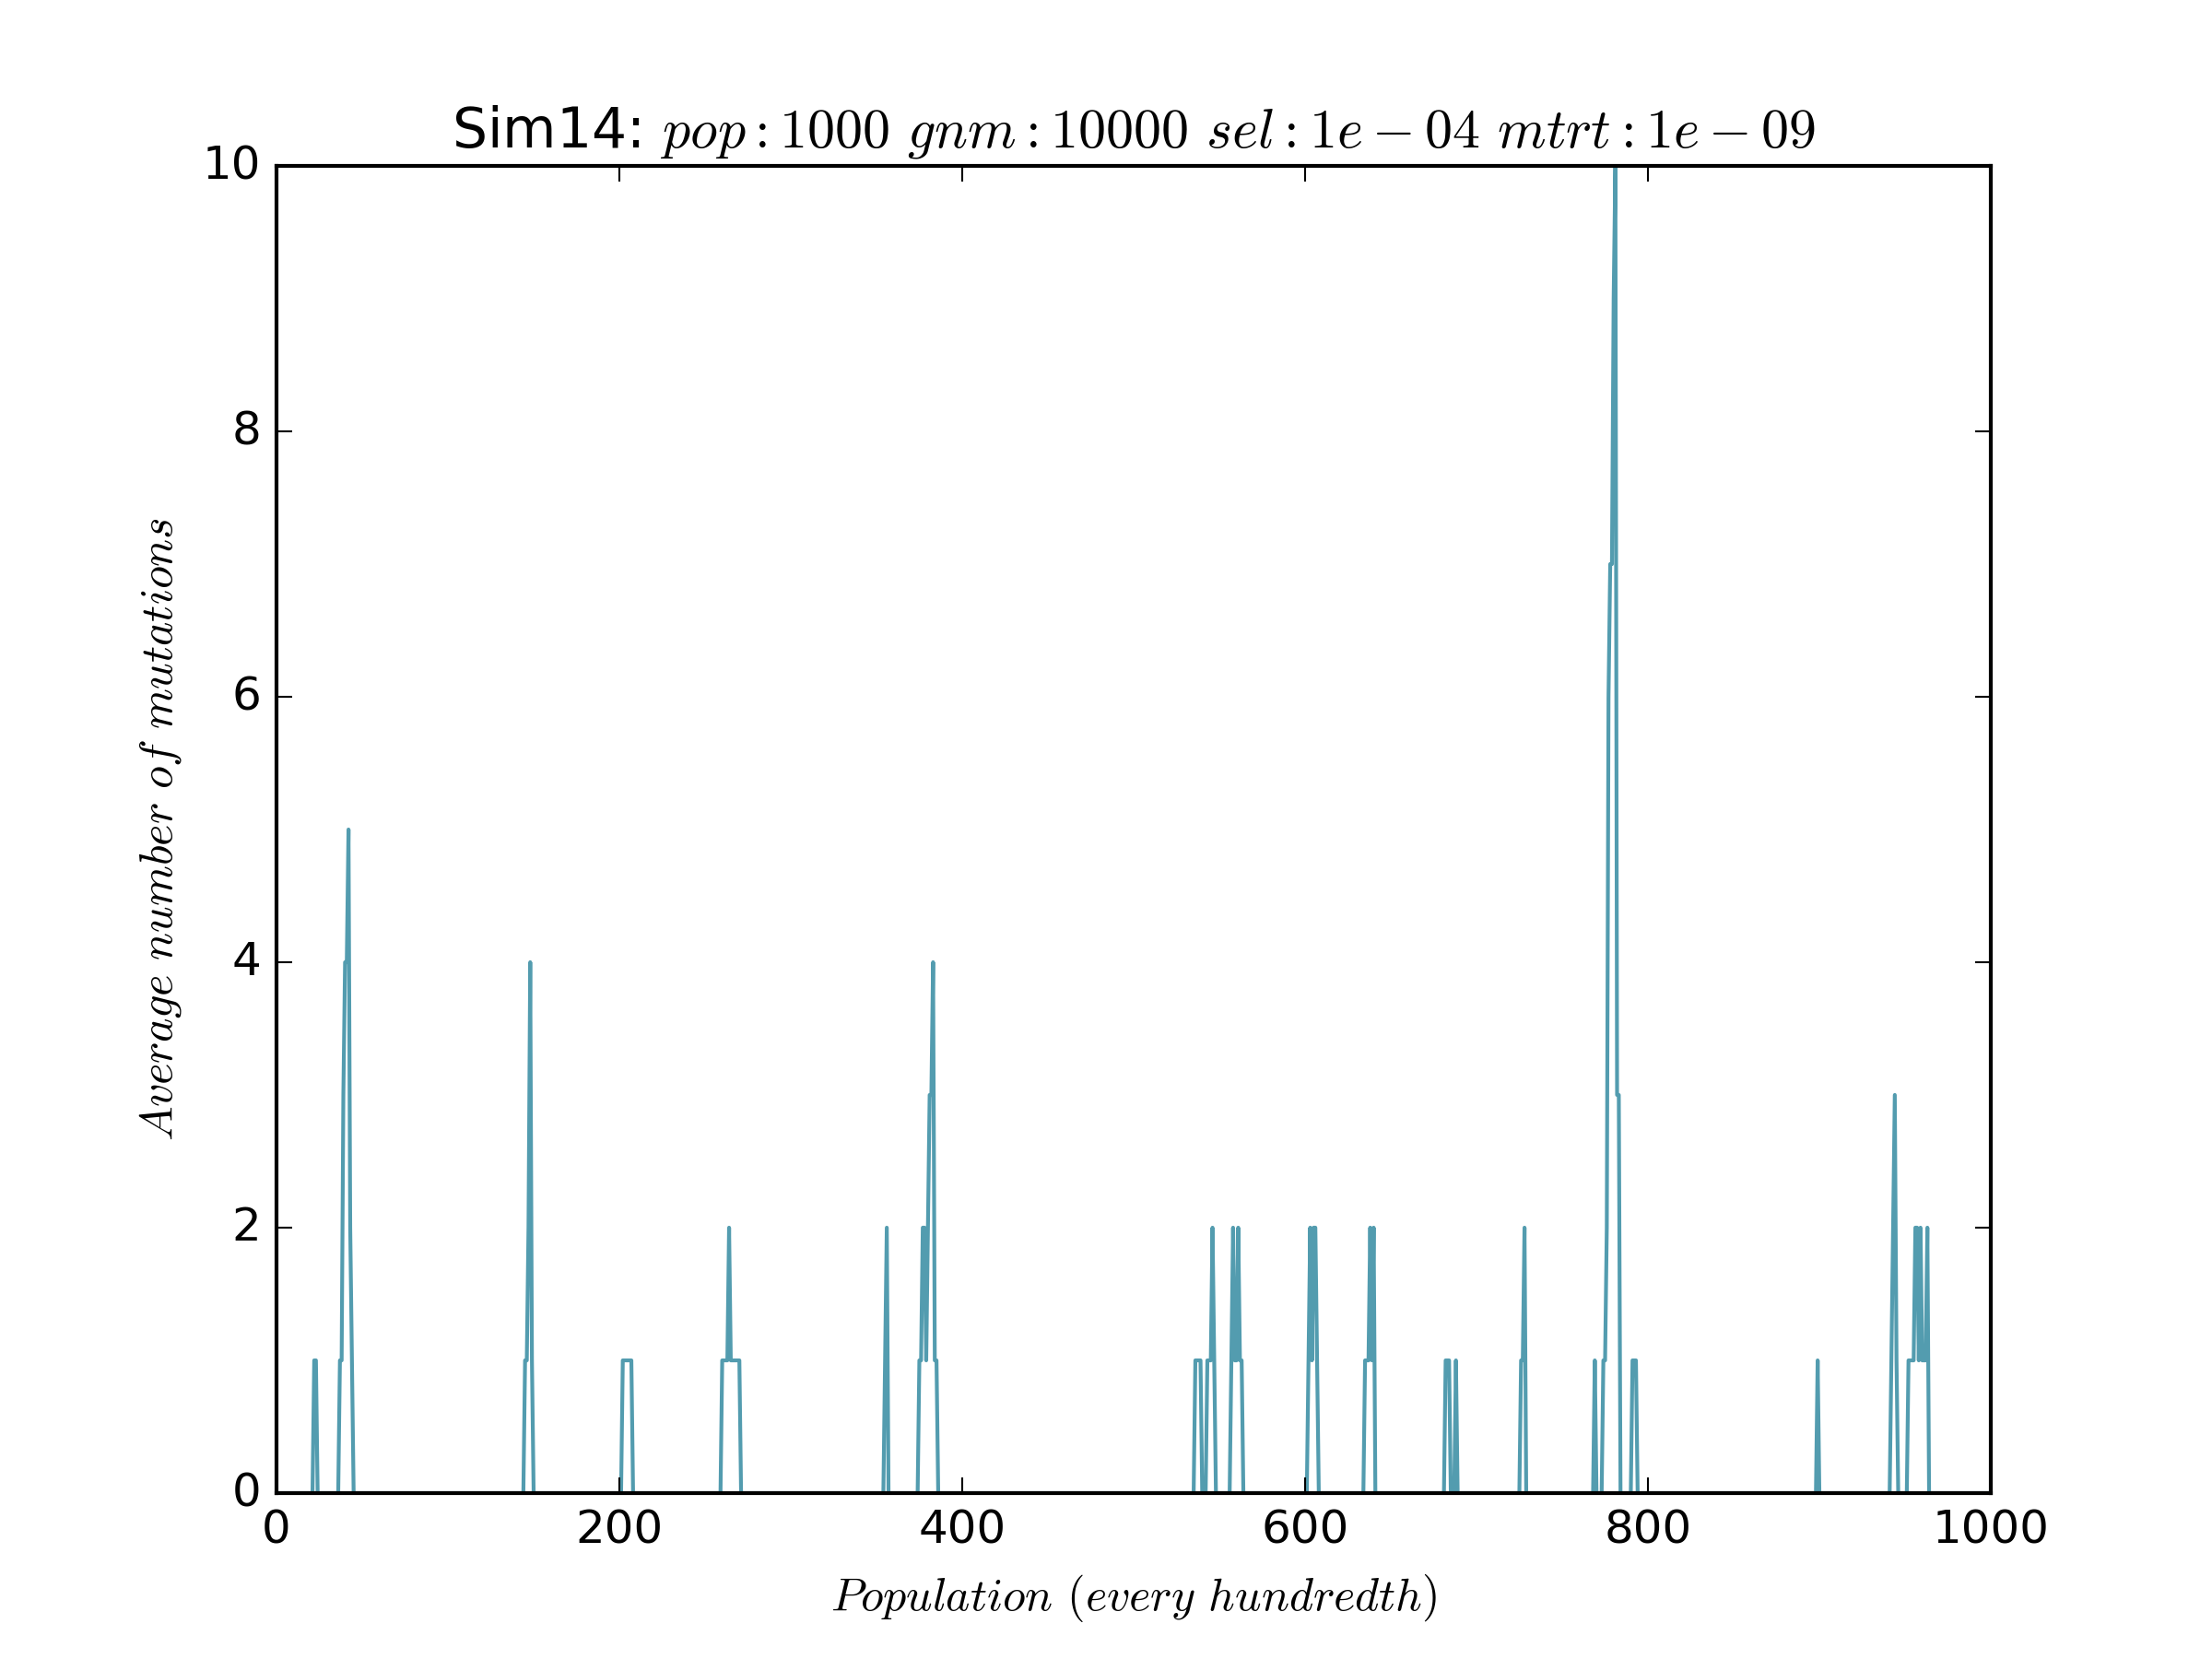 Sim14: pop : 1000 gnm : 10000 sel : 1e − 04 mtrt : 1e − 09
10
8
6
4
2
0
Average number of mutations
0 200 400 600 800 1000
Population (every hundredth)